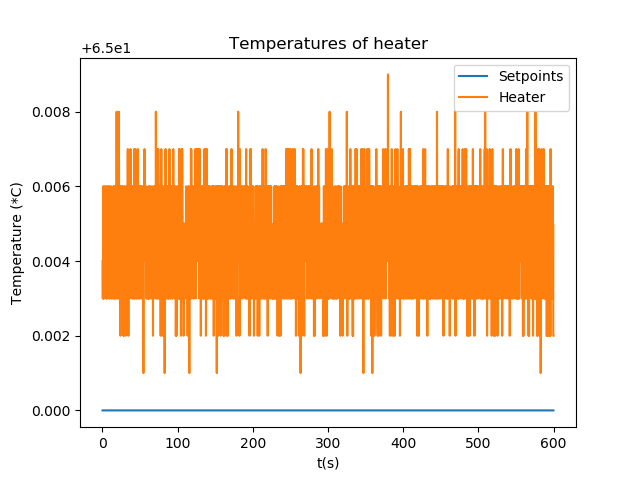 Temperatures of heater
+6.5e1
Setpoints
Heater
0.008
0.006
0.004
0.002
0.000
Temperature (*C)
0 100 200 300 400 500 600
t(s)